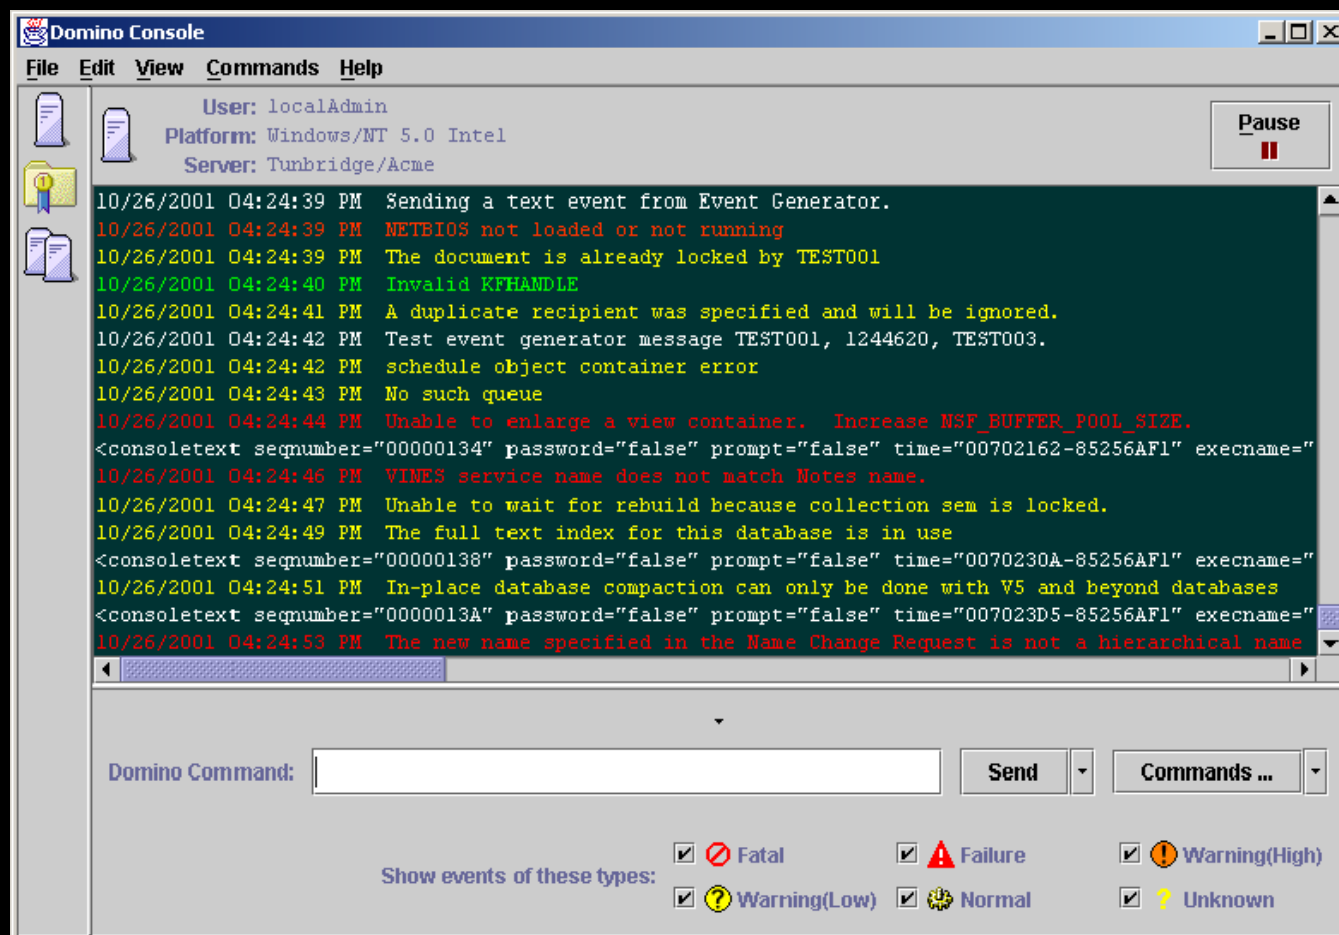 Domino Console
File Edit View Commands Help
User: localAdmin
Platform: Windows/NT 5.0 Intel
Server: Tunbridge/Acme
Pause
10/26/2001 04:24:39 PM  Sending a text event from Event Generator.
10/26/2001 04:24:39 PM  NETBIOS not loaded or not running
10/26/2001 04:24:39 PM  The document is already locked by TEST001
10/26/2001 04:24:40 PM  Invalid KFHANDLE
10/26/2001 04:24:41 PM  A duplicate recipient was specified and will be ignored.
10/26/2001 04:24:42 PM  Test event generator message TEST001, 1244620, TEST003.
10/26/2001 04:24:42 PM  schedule object container error
10/26/2001 04:24:43 PM  No such queue
10/26/2001 04:24:44 PM  Unable to enlarge a view container.  Increase NSF_BUFFER_POOL_SIZE.
<consoletext seqnumber="00000134" password="false" prompt="false" time="00702162-85256AF1" execname="
10/26/2001 04:24:46 PM  VINES service name does not match Notes name.
10/26/2001 04:24:47 PM  Unable to wait for rebuild because collection sem is locked.
10/26/2001 04:24:49 PM  The full text index for this database is in use
<consoletext seqnumber="00000138" password="false" prompt="false" time="0070230A-85256AF1" execname="
10/26/2001 04:24:51 PM  In-place database compaction can only be done with V5 and beyond databases
<consoletext seqnumber="0000013A" password="false" prompt="false" time="007023D5-85256AF1" execname="
10/26/2001 04:24:53 PM  The new name specified in the Name Change Request is not a hierarchical name
Domino Command:
Send
Commands ...
Show events of these types:
Fatal
Failure
Warning(High)
Warning(Low)
Normal
Unknown